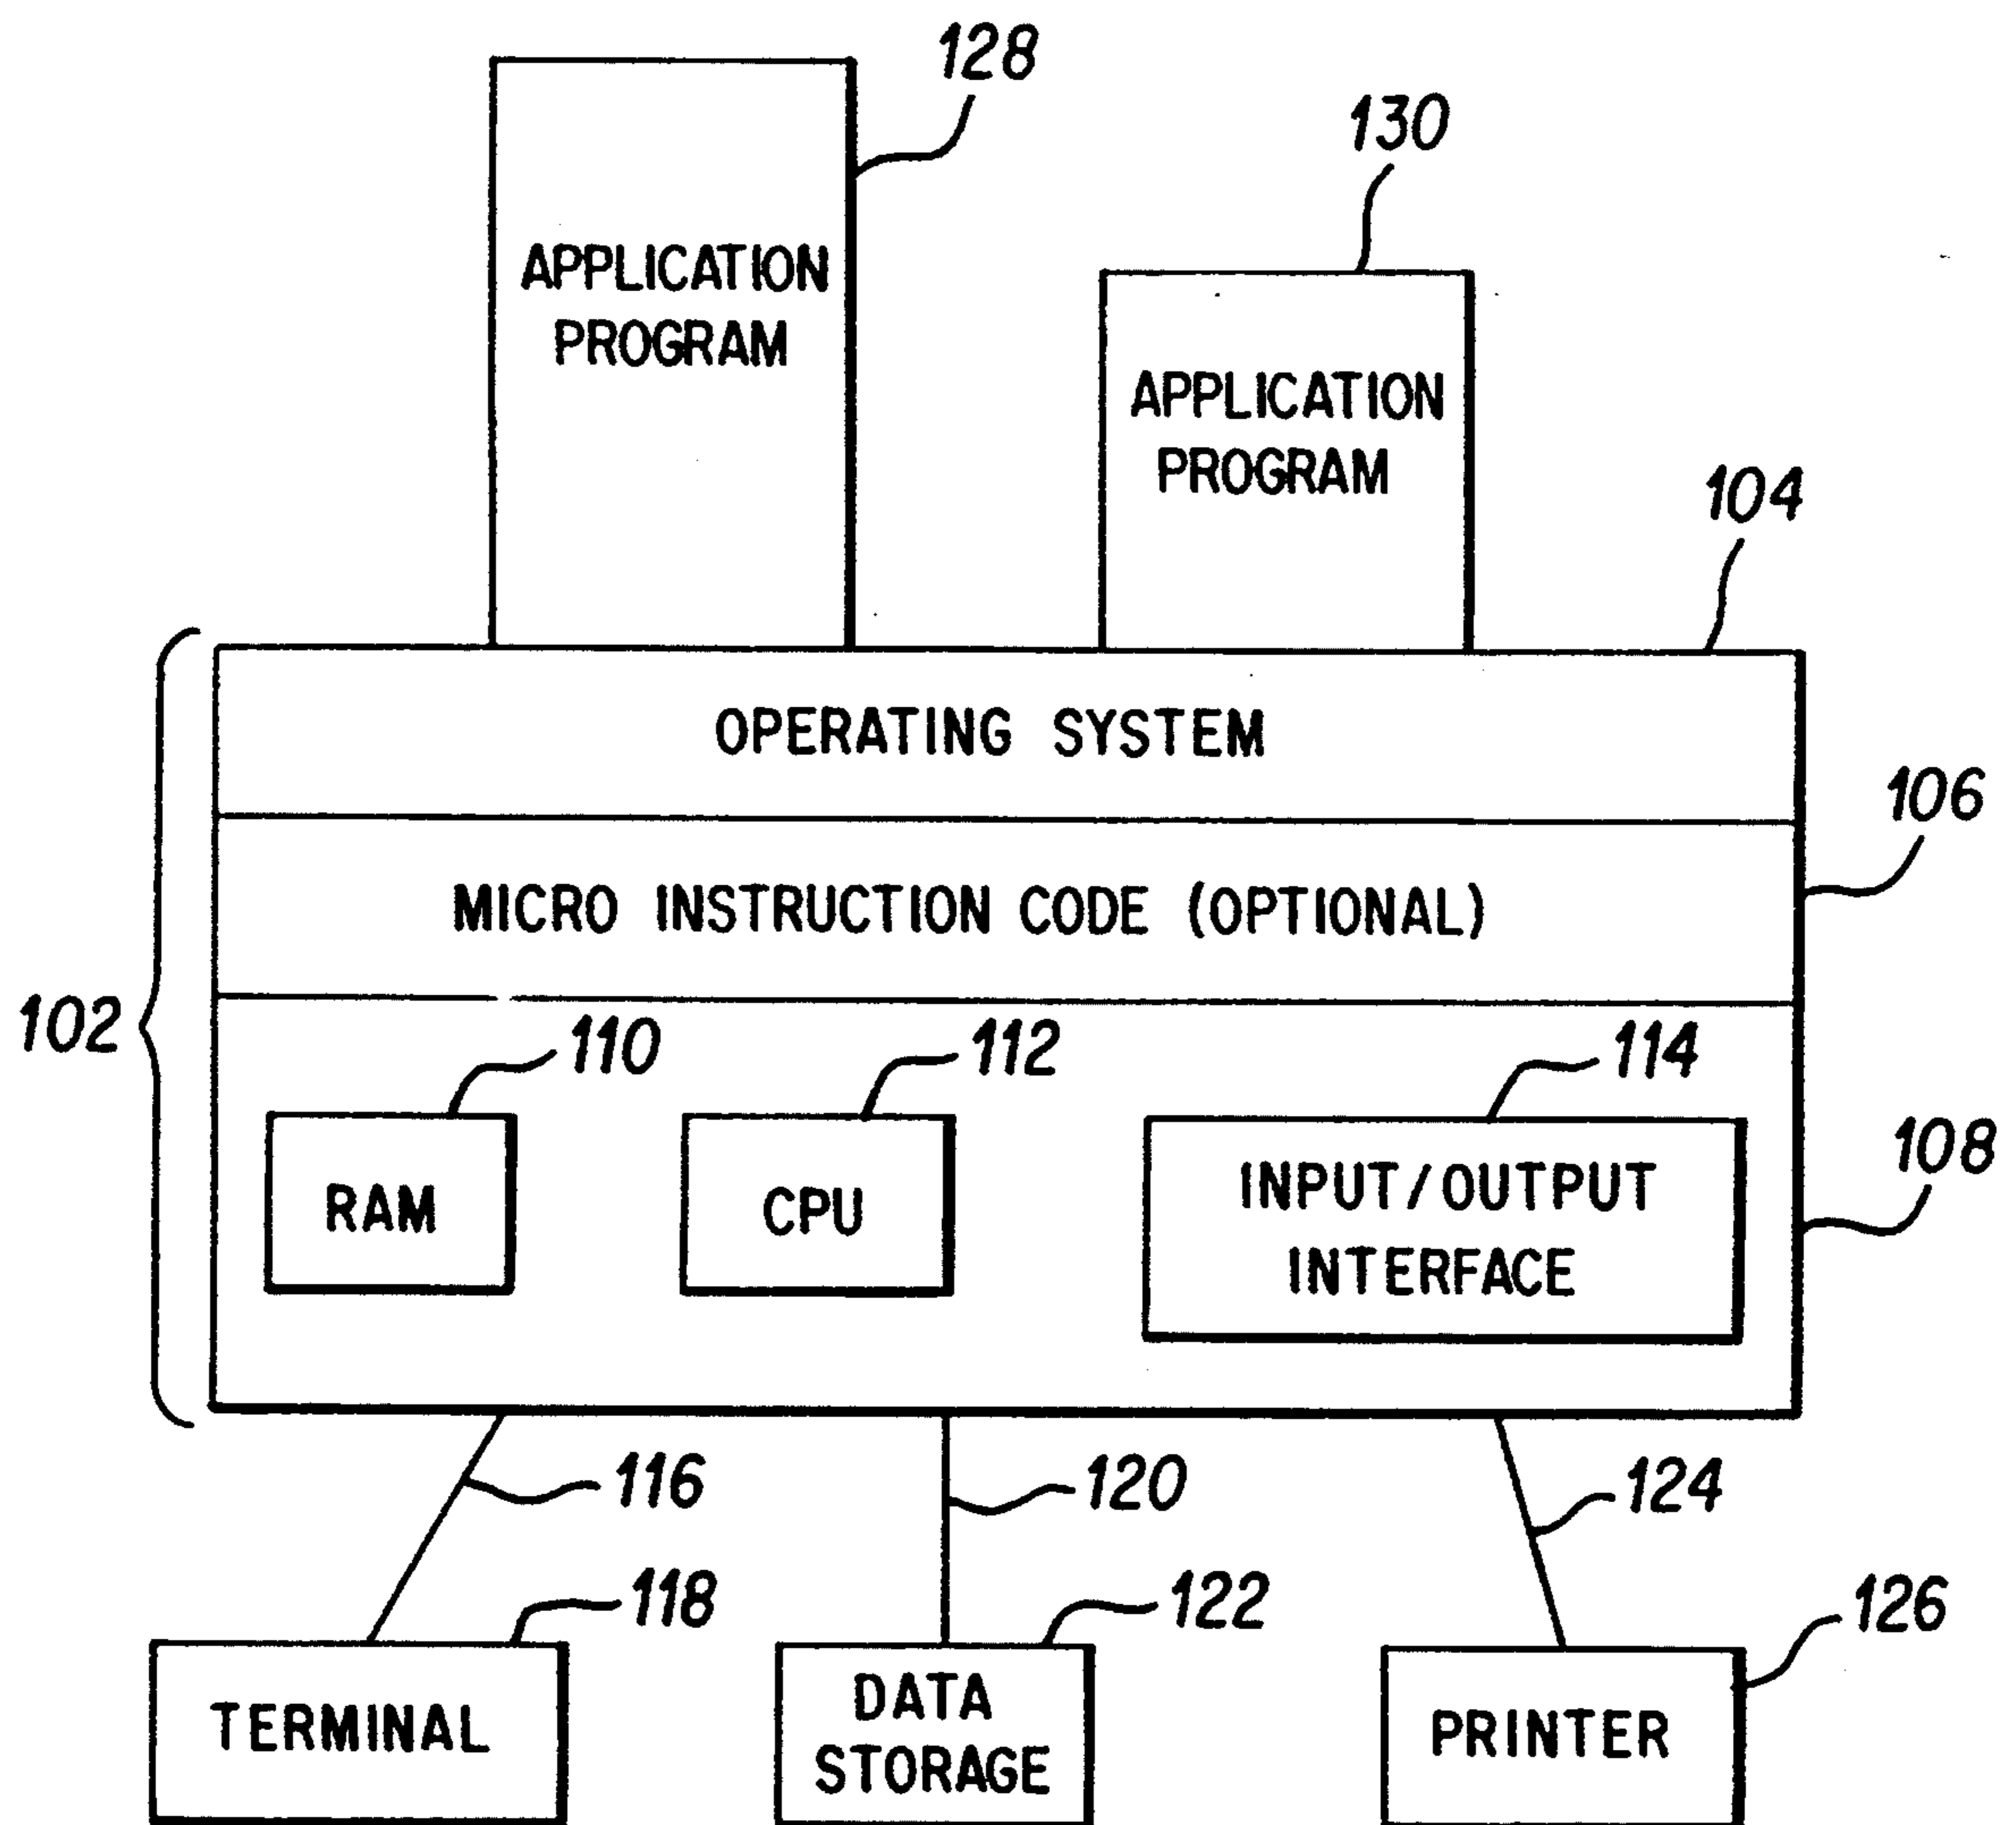 128
130
APPLICATION
PROGRAM
APPLICATION
PROGRAM
104
OPERATING SYSTEM
106
MICRO INSTRUCTION CODE (OPTIONAL)
102
110
112
114
108
RAM
CPU
INPUT/OUTPUT
INTERFACE
116
120
124
118
122
126
TERMINAL
DATA
STORAGE
PRINTER